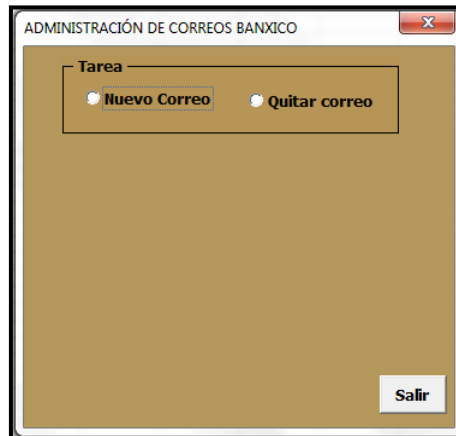 ADMINISTRACIÓN DE CORREOS BANXICO
Tarea
Nuevo Correo Quitar correo
Salir